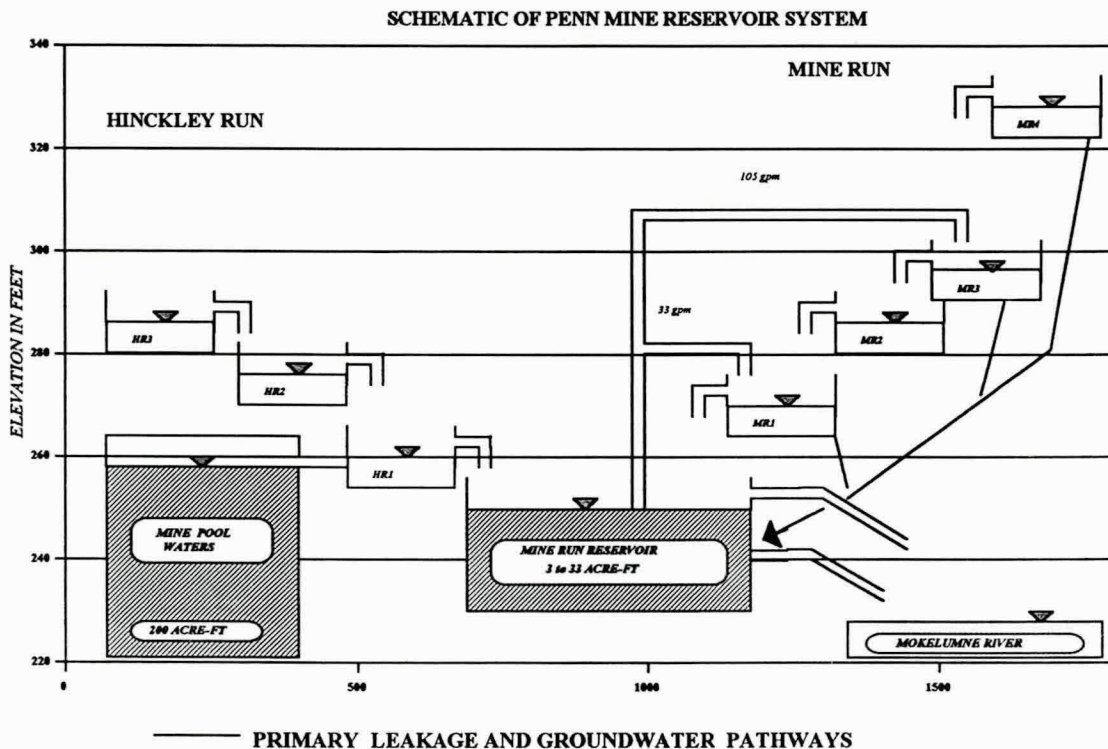 SCHEMATIC OF PENN MINE RESERVOIR SYSTEM
340
MINE RUN
HINCKLEY RUN
MR4
320
105 gpm
300
MR3
33 gpm
HR3
MR2
280
HR2
MR1
ELEVATION IN FEET
260
HR1
MINE POOL
WATERS
MINE RUN RESERVOIR
3 to 33 ACRE-FT
240
200 ACRE-FT
MOKELUMNE RIVER
220
0
500
1000
1500
PRIMARY LEAKAGE AND GROUNDWATER PATHWAYS